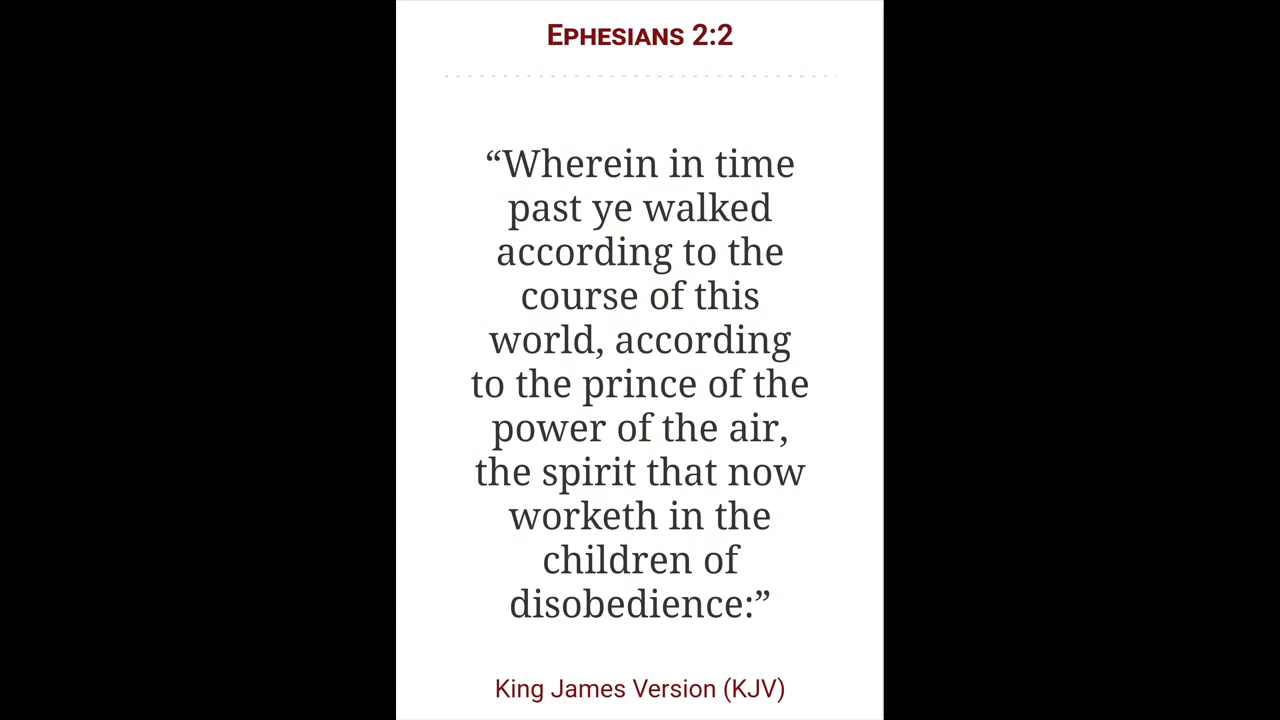 Ephesians 2:2
“Wherein in time
past ye walked
according to the
course of this
world, according
to the prince of the
power of the air,
the spirit that now
worketh in the
children of
disobedience:”
King James Version (KJV)